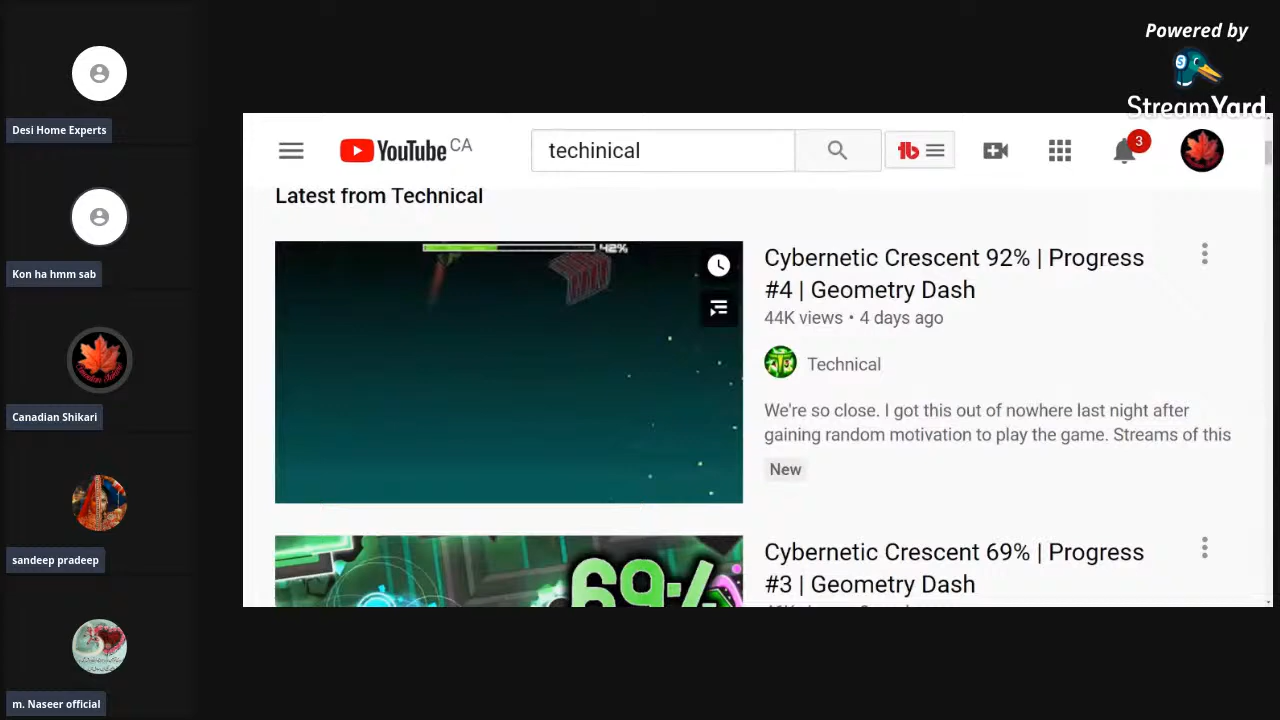 Powered by
StreamYard
Desi Home Experts
Kon ha hmm sab
Canadian Shikari
sandeep pradeep
m. Naseer official
YouTube CA
techinical
3
Latest from Technical
42%
Cybernetic Crescent 92% | Progress
#4 | Geometry Dash
44K views • 4 days ago
Technical
We're so close. I got this out of nowhere last night after
gaining random motivation to play the game. Streams of this
New
69%
Cybernetic Crescent 69% | Progress
#3 | Geometry Dash